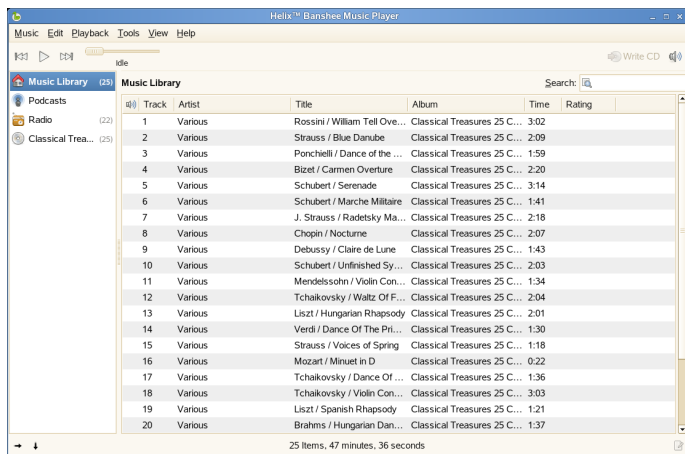 Helix™ Banshee Music Player
Music Edit Playback Tools View Help
Idle
Write CD
Music Library (25)
Podcasts
Radio (22)
Classical Trea... (25)
Music Library Search:
Track Artist Title Album Time Rating
1 Various Rossini / William Tell Ove... Classical Treasures 25 C... 3:02
2 Various Strauss / Blue Danube Classical Treasures 25 C... 2:09
3 Various Ponchielli / Dance of the ... Classical Treasures 25 C... 1:59
4 Various Bizet / Carmen Overture Classical Treasures 25 C... 2:20
5 Various Schubert / Serenade Classical Treasures 25 C... 3:14
6 Various Schubert / Marche Militaire Classical Treasures 25 C... 1:41
7 Various J. Strauss / Radetsky Ma... Classical Treasures 25 C... 2:18
8 Various Chopin / Nocturne Classical Treasures 25 C... 2:07
9 Various Debussy / Claire de Lune Classical Treasures 25 C... 1:43
10 Various Schubert / Unfinished Sy... Classical Treasures 25 C... 2:03
11 Various Mendelssohn / Violin Con... Classical Treasures 25 C... 1:34
12 Various Tchaikovsky / Waltz Of F... Classical Treasures 25 C... 2:04
13 Various Liszt / Hungarian Rhapsody Classical Treasures 25 C... 2:01
14 Various Verdi / Dance Of The Pri... Classical Treasures 25 C... 1:30
15 Various Strauss / Voices of Spring Classical Treasures 25 C... 1:18
16 Various Mozart / Minuet in D Classical Treasures 25 C... 0:22
17 Various Tchaikovsky / Dance Of ... Classical Treasures 25 C... 1:36
18 Various Tchaikovsky / Violin Con... Classical Treasures 25 C... 3:03
19 Various Liszt / Spanish Rhapsody Classical Treasures 25 C... 1:21
20 Various Brahms / Hungarian Dan... Classical Treasures 25 C... 1:37
25 Items, 47 minutes, 36 seconds